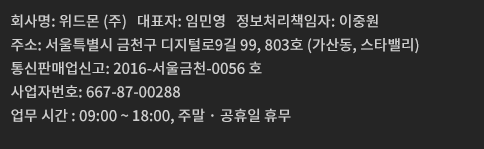 회사명: 위드몬 (주) 대표자: 임민영 정보처리책임자: 이중원
주소: 서울특별시 금천구 디지털로9길 99, 803호 (가산동, 스타밸리)
통신판매업신고: 2016-서울금천-0056 호
사업자번호: 667-87-00288
업무 시간 : 09:00 ~ 18:00, 주말 · 공휴일 휴무